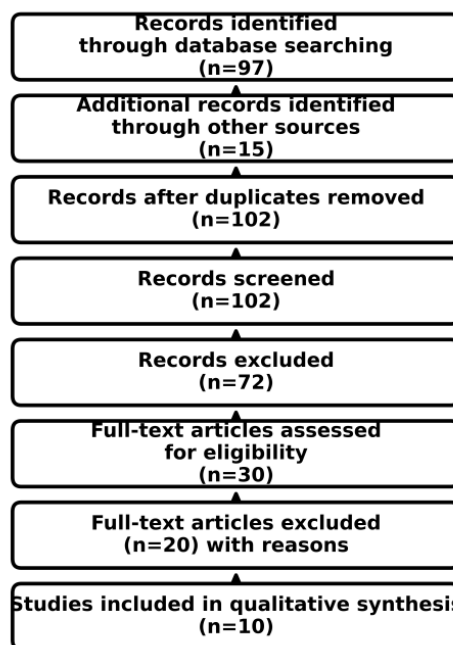 Records identified
through database searching
(n=97)
Additional records identified
through other sources
(n=15)
Records after duplicates removed
(n=102)
Records screened
(n=102)
Records excluded
(n=72)
Full-text articles assessed
for eligibility
(n=30)
Full-text articles excluded
(n=20) with reasons
Studies included in qualitative synthesis
(n=10)